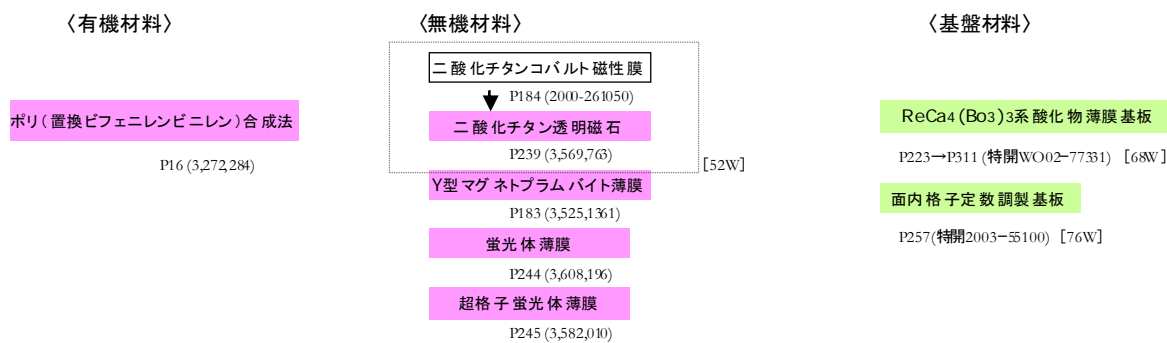 〈有機材料〉
ポリ(置換ビフェニレンビニレン)合成法
P16 (3,272,284)
〈無機材料〉
二酸化チタンコバルト磁性膜
P184 (2000-261050)
二酸化チタン透明磁石
P239 (3,569,763)
[52W]
Y型マグネトプラムバイト薄膜
P183 (3,525,1361)
蛍光体薄膜
P244 (3,608,196)
超格子蛍光体薄膜
P245 (3,582,010)
〈基盤材料〉
ReCa4(Bo3)3系酸化物薄膜基板
P223→P311 (特開WO02-77331) [68W]
面内格子定数調製基板
P257(特開2003-55100) [76W]